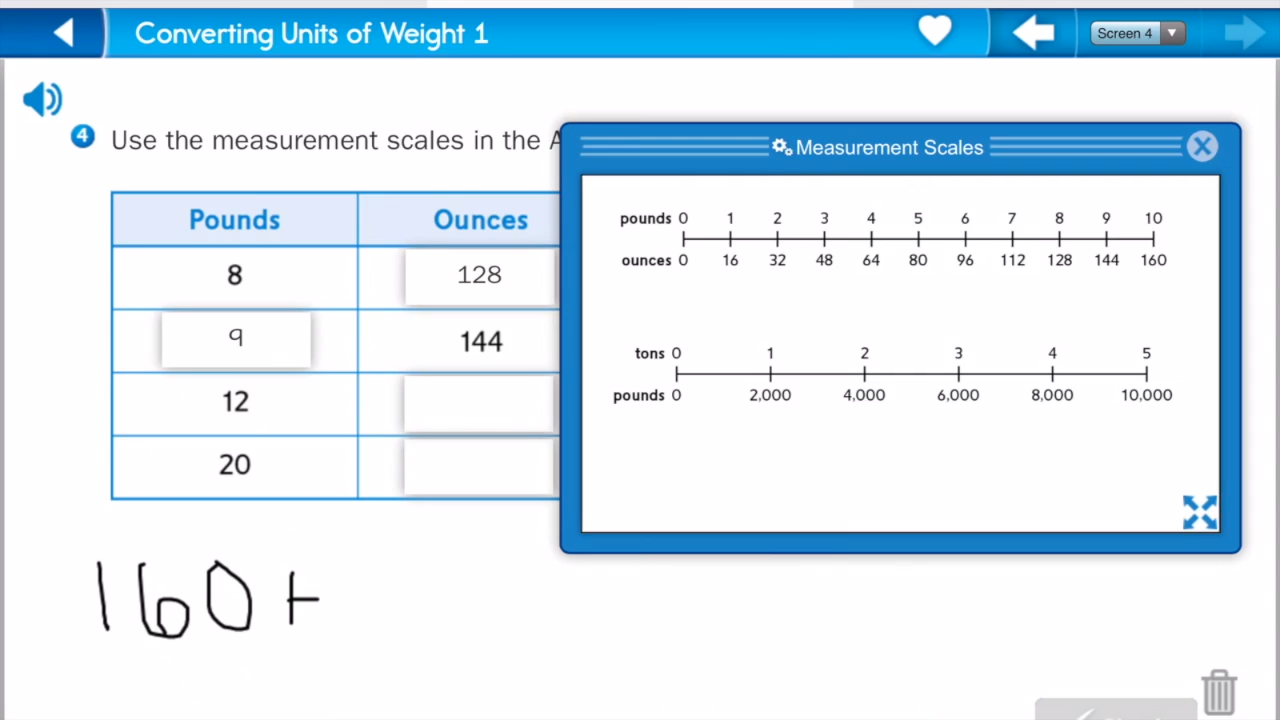 Converting Units of Weight 1
Screen 4
4 Use the measurement scales in the
Measurement Scales
Pounds Ounces
8 128
9 144
12
20
pounds 0 1 2 3 4 5 6 7 8 9 10
ounces 0 16 32 48 64 80 96 112 128 144 160
tons 0 1 2 3 4 5
pounds 0 2,000 4,000 6,000 8,000 10,000
160 +